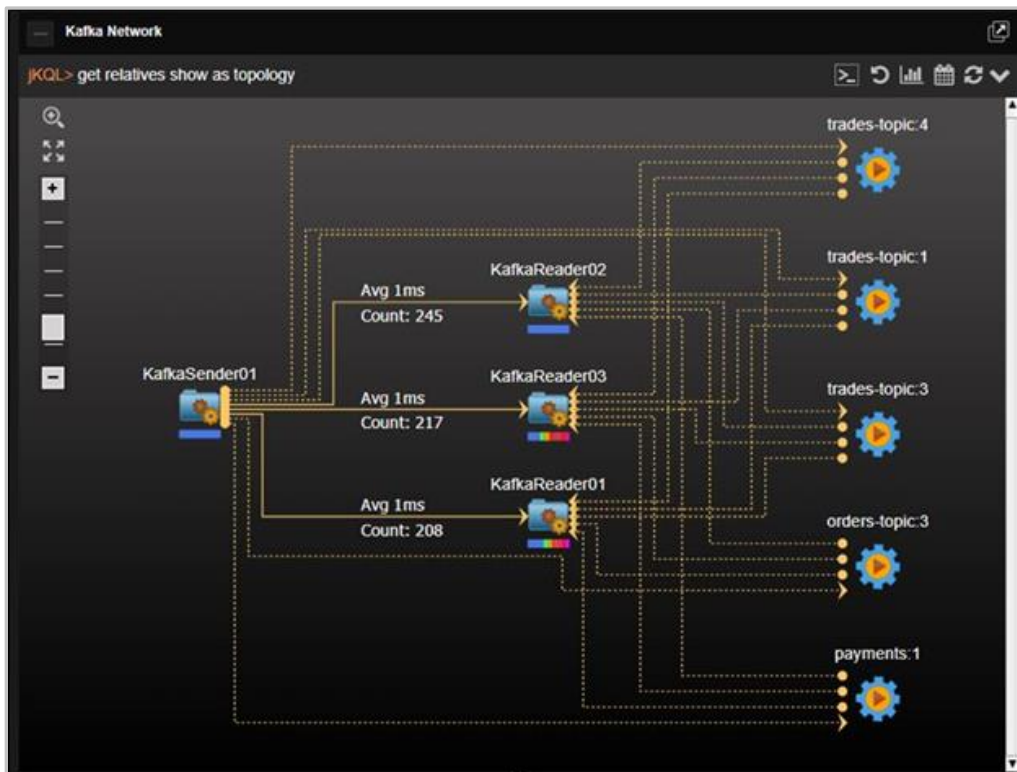 Kafka Network
jKQL> get relatives show as topology
trades-topic:4
trades-topic:1
KafkaReader02
Avg 1ms
Count: 245
KafkaSender01
KafkaReader03
trades-topic:3
Avg 1ms
Count: 217
KafkaReader01
Avg 1ms
Count: 208
orders-topic:3
payments:1